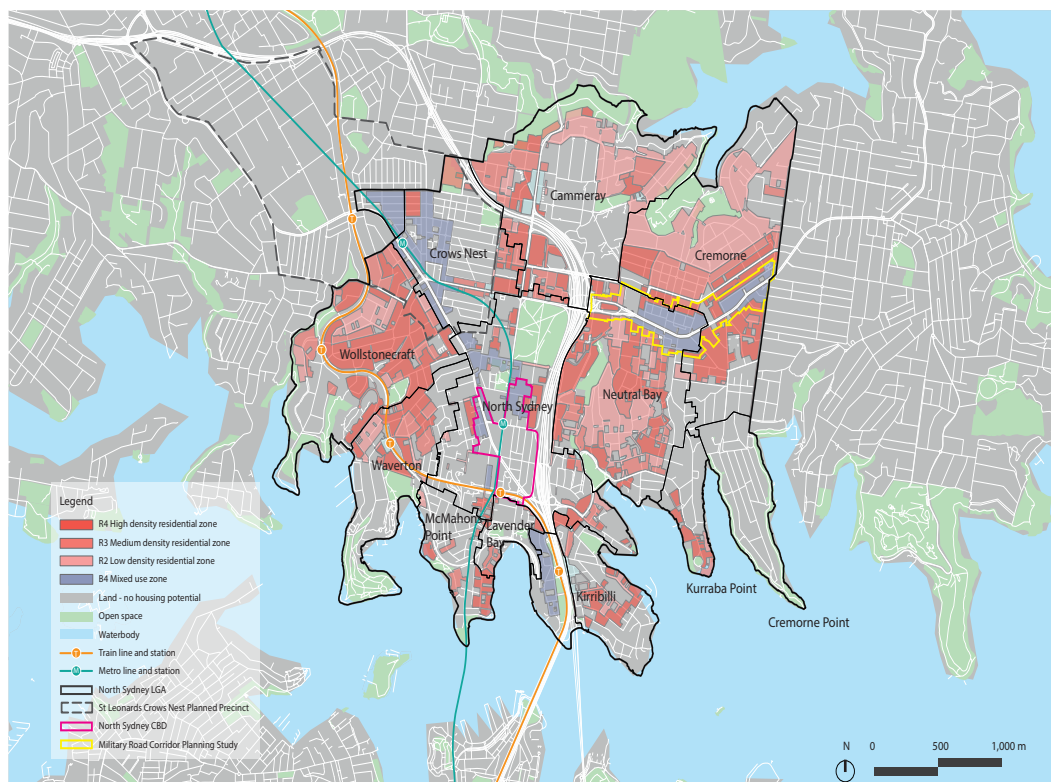 Cammeray
Crows Nest
Cremorne
Wollstonecraft
Neutral Bay
North Sydney
Waverton
McMahons
Point
Lavender
Bay
Kirribilli
Kurraba Point
Cremorne Point
T
M
T
M
T
T
T
Legend
R4 High density residential zone
R3 Medium density residential zone
R2 Low density residential zone
B4 Mixed use zone
Land - no housing potential
Open space
Waterbody
T Train line and station
M Metro line and station
North Sydney LGA
St Leonards Crows Nest Planned Precinct
North Sydney CBD
Military Road Corridor Planning Study
N 0 500 1,000 m